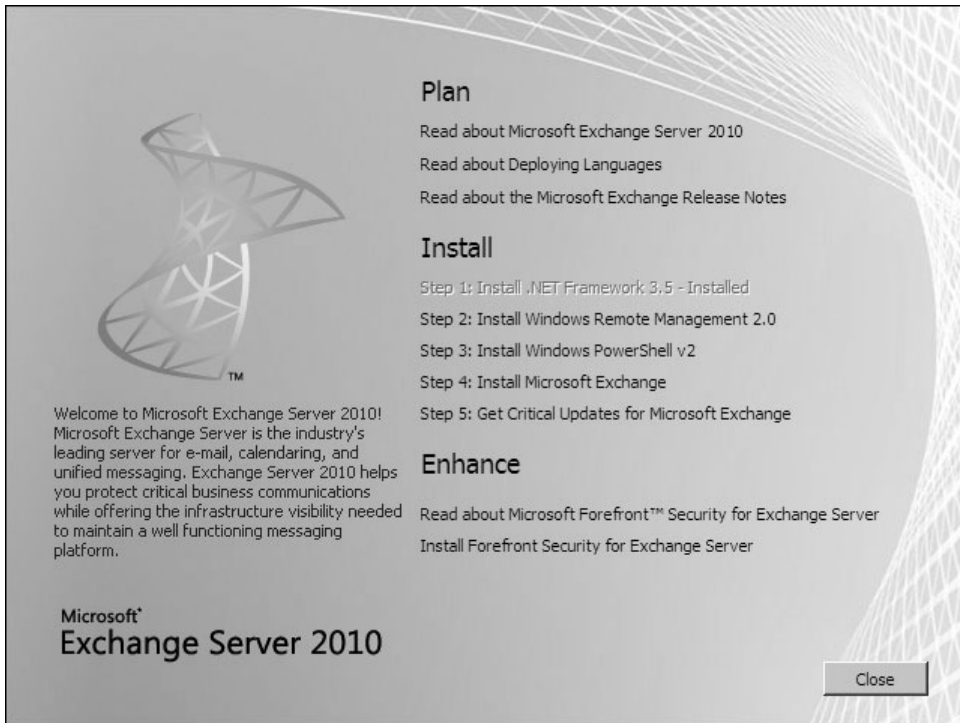 Plan
Read about Microsoft Exchange Server 2010
Read about Deploying Languages
Read about the Microsoft Exchange Release Notes
Install
Step 1: Install .NET Framework 3.5 - Installed
Step 2: Install Windows Remote Management 2.0
Step 3: Install Windows PowerShell v2
Step 4: Install Microsoft Exchange
Step 5: Get Critical Updates for Microsoft Exchange
Enhance
Read about Microsoft Forefront™ Security for Exchange Server
Install Forefront Security for Exchange Server
TM
Welcome to Microsoft Exchange Server 2010!
Microsoft Exchange Server is the industry's
leading server for e-mail, calendaring, and
unified messaging. Exchange Server 2010 helps
you protect critical business communications
while offering the infrastructure visibility needed
to maintain a well functioning messaging
platform.
Microsoft
Exchange Server 2010
Close